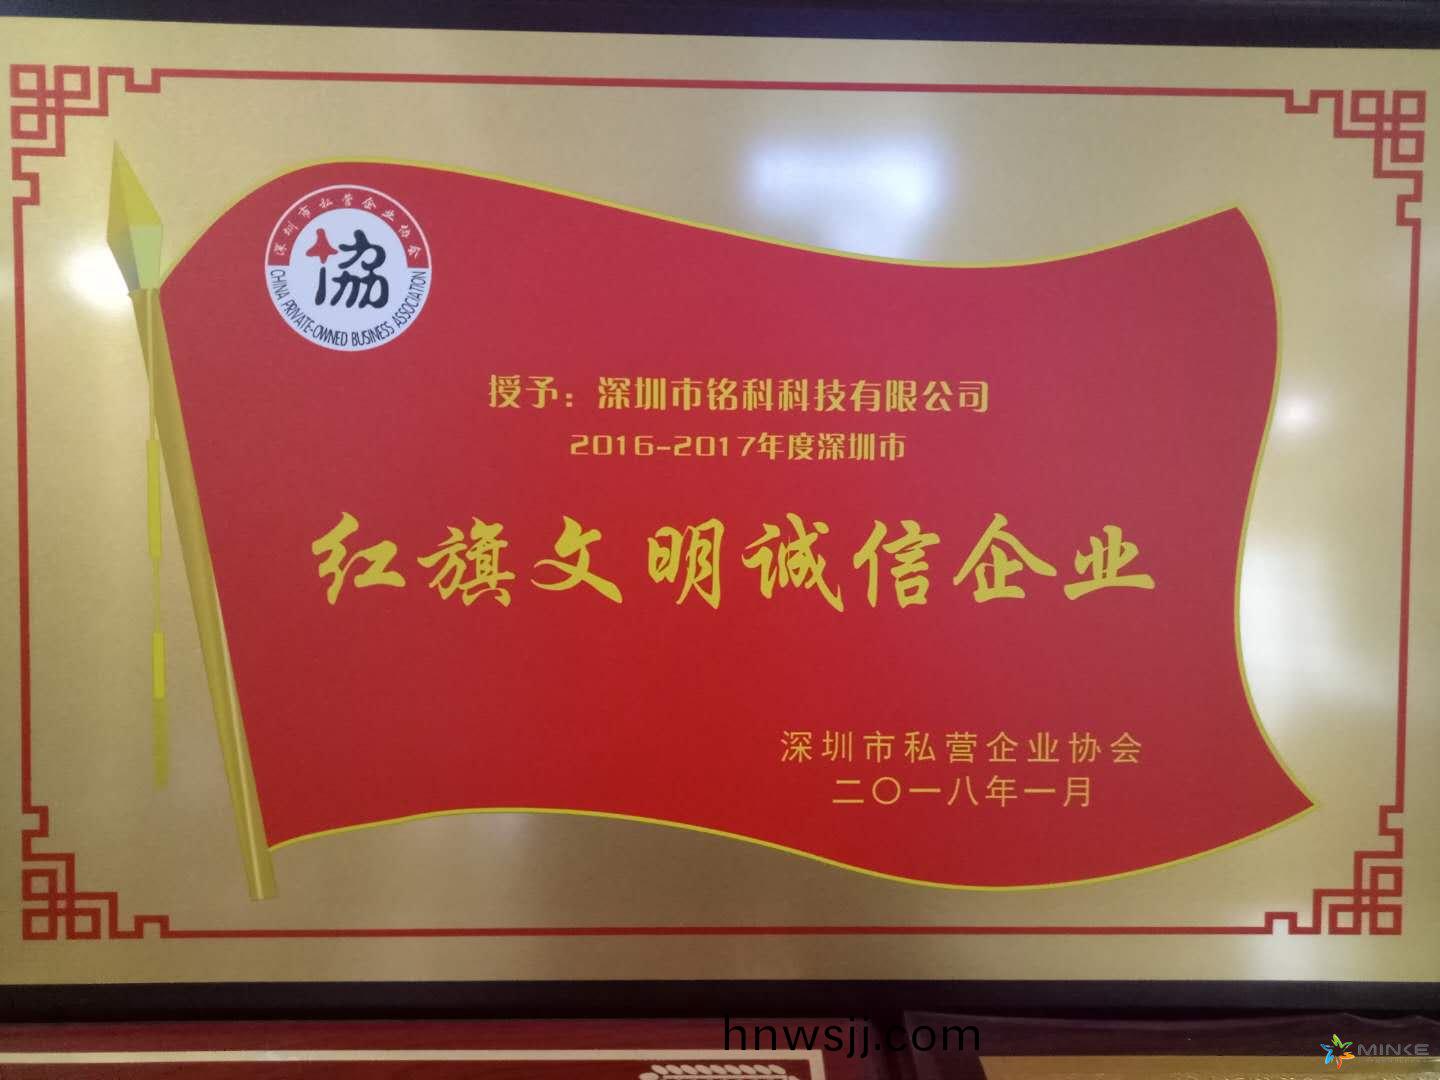 深圳市私营企业协会
協
CHINA PRIVATE-OWNED BUSINESS ASSOCIATION
授予：深圳市铭科科技有限公司
2016-2017年度深圳市
红旗文明诚信企业
深圳市私营企业协会
二〇一八年一月
hnwsjj.com
MINKE